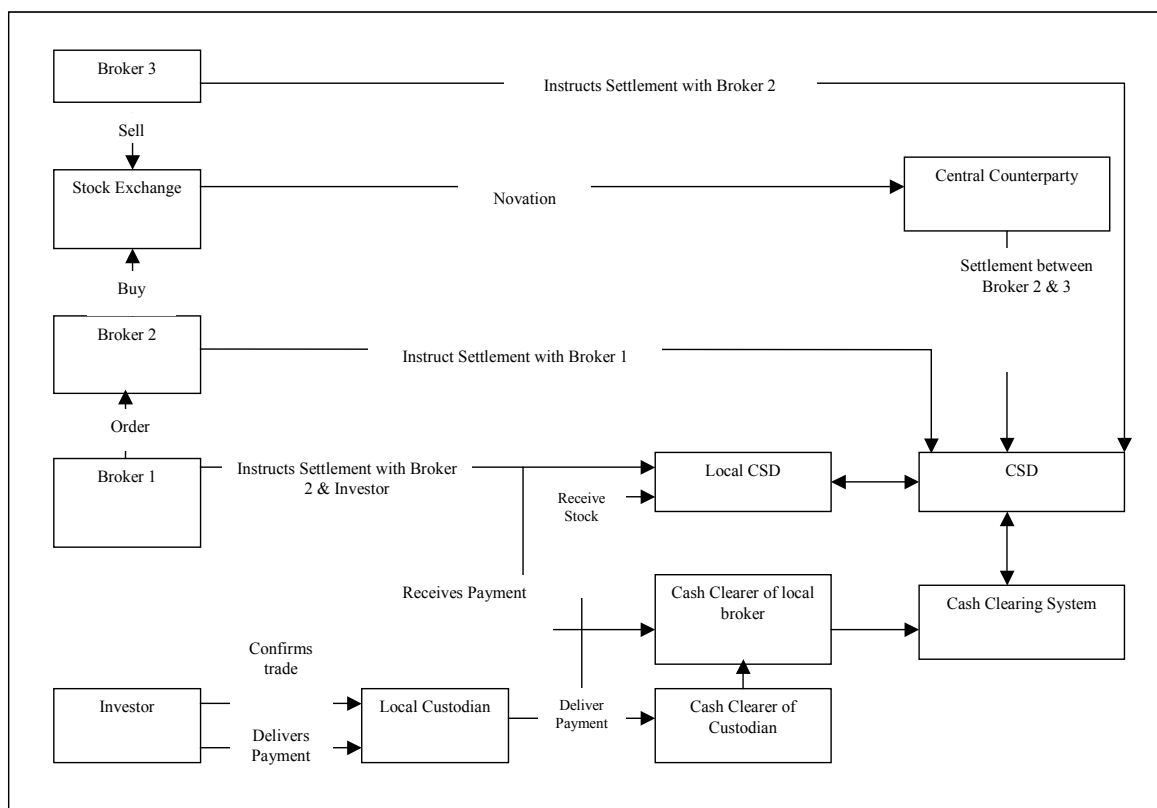 Broker 3
Instructs Settlement with Broker 2
Sell
Stock Exchange
Central Counterparty
Novation
Settlement between
Broker 2 & 3
Buy
Broker 2
Instruct Settlement with Broker 1
Order
Broker 1
Instructs Settlement with Broker
2 & Investor
Local CSD
CSD
Receive
Stock
Receives Payment
Cash Clearer of local
broker
Cash Clearing System
Confirms
trade
Investor
Local Custodian
Deliver
Payment
Cash Clearer of
Custodian
Delivers
Payment